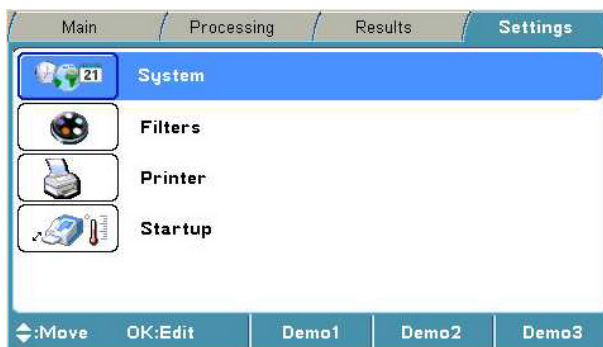 Main Processing Results Settings
21 System
Filters
Printer
Startup
:Move OK:Edit Demo1 Demo2 Demo3